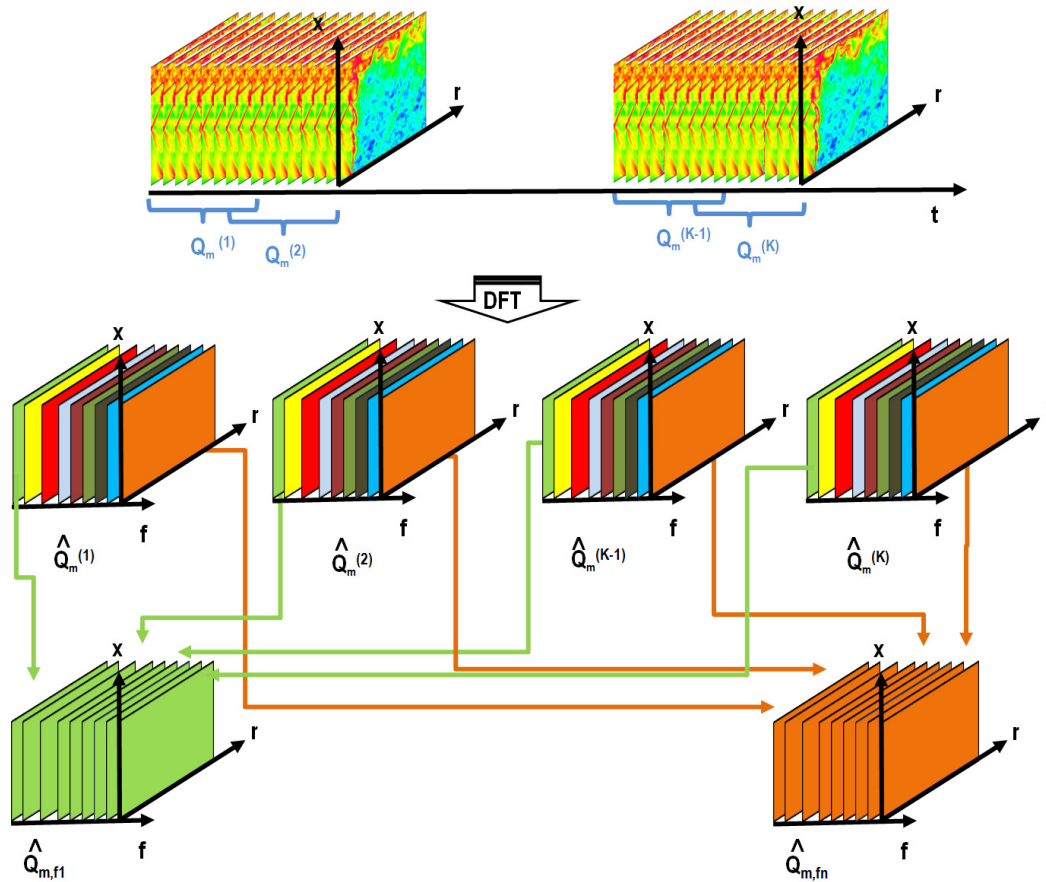 x x
r r
t
Qm(1) Qm(2) Qm(K-1) Qm(K)
DFT
x x x x
r r r
f f f f
Q̂m(1) Q̂m(2) Q̂m(K-1) Q̂m(K)
x x
r r
f f
Q̂m,f1 Q̂m,fn